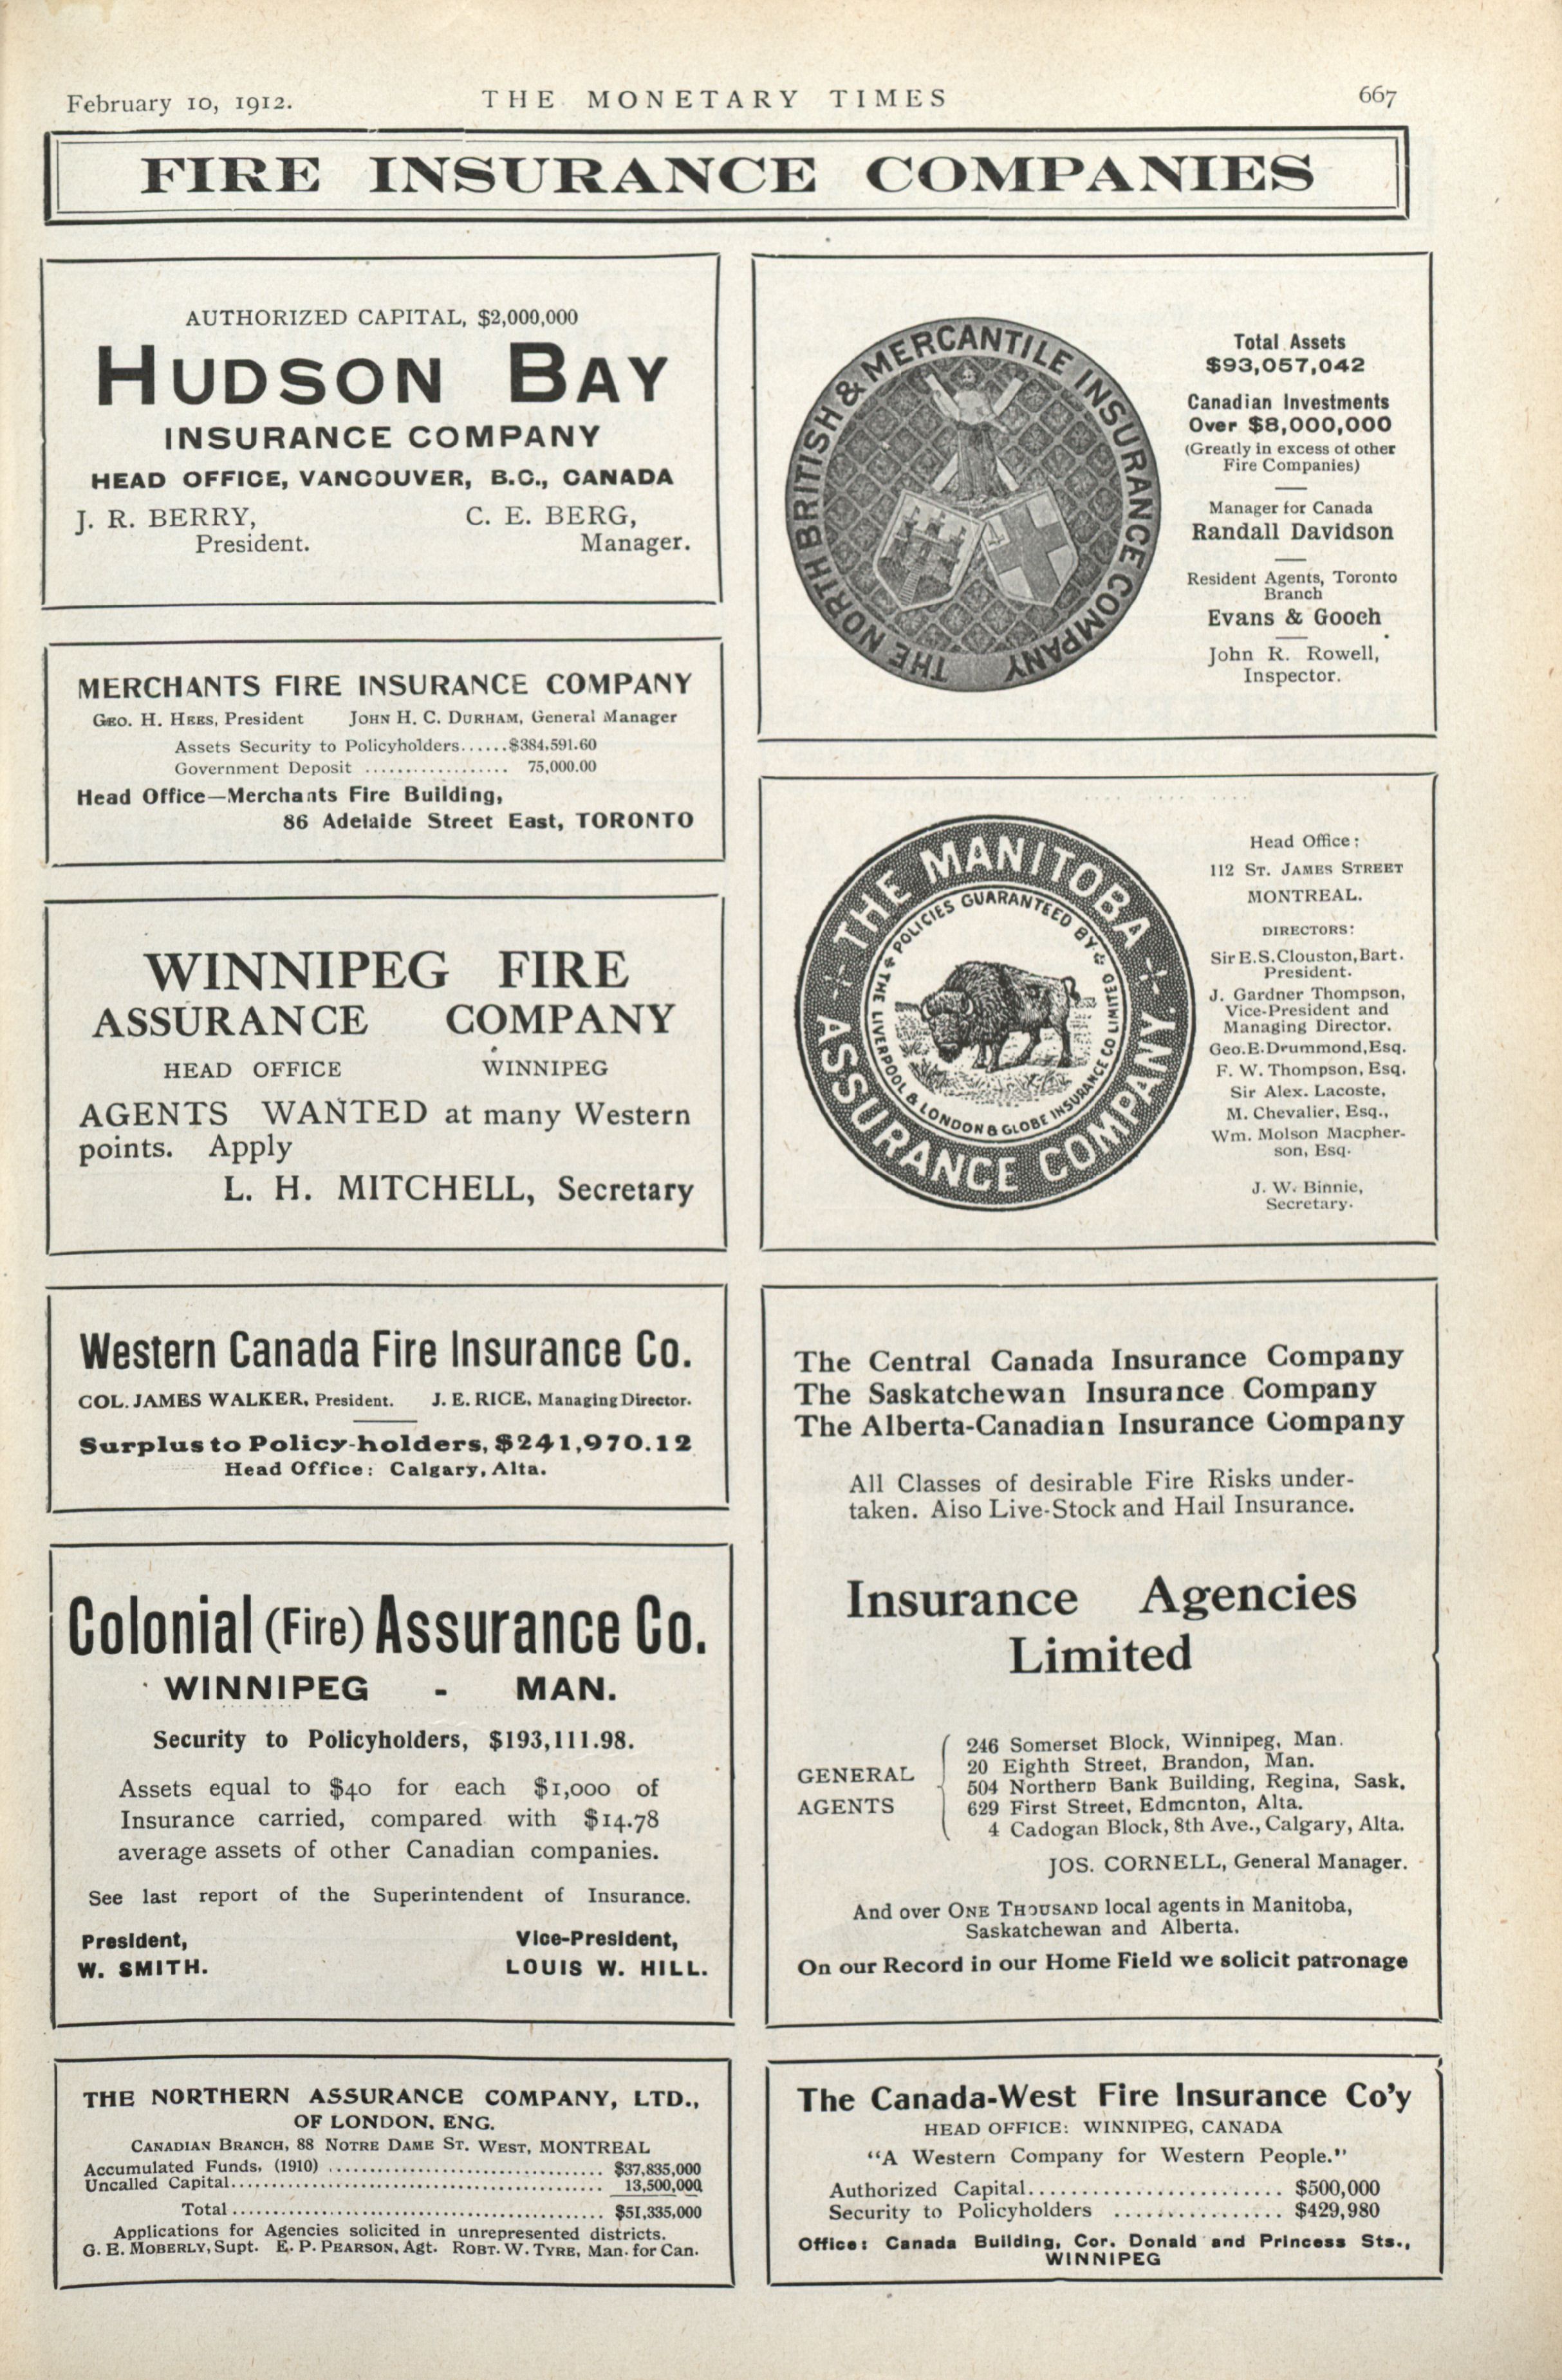 February 10, 1912.
THE MONETARY TIMES
667
FIRE INSURANCE COMPANIES
AUTHORIZED CAPITAL, $2,000,000
HUDSON BAY
INSURANCE COMPANY
HEAD OFFICE, VANCOUVER, B.C., CANADA
J. R. BERRY, C. E. BERG,
President. Manager.
MERCHANTS FIRE INSURANCE COMPANY
GEO. H. HEES, President JOHN H. C. DURHAM, General Manager
Assets Security to Policyholders......$384,591.60
Government Deposit .................. 75,000.00
Head Office—Merchants Fire Building,
86 Adelaide Street East, TORONTO
WINNIPEG FIRE
ASSURANCE COMPANY
HEAD OFFICE WINNIPEG
AGENTS WANTED at many Western
points. Apply
L. H. MITCHELL, Secretary
Western Canada Fire Insurance Co.
COL. JAMES WALKER, President. J. E. RICE, Managing Director.
Surplus to Policy-holders, $241,970.12
Head Office: Calgary, Alta.
Colonial (Fire) Assurance Co.
WINNIPEG - MAN.
Security to Policyholders, $193,111.98.
Assets equal to $40 for each $1,000 of
Insurance carried, compared with $14.78
average assets of other Canadian companies.
See last report of the Superintendent of Insurance.
President, Vice-President,
W. SMITH. LOUIS W. HILL.
THE NORTHERN ASSURANCE COMPANY, LTD.,
OF LONDON, ENG.
CANADIAN BRANCH, 88 NOTRE DAME ST. WEST, MONTREAL
Accumulated Funds, (1910) .................................. $37,835,000
Uncalled Capital............................................... 13,500,000
Total.............................................. $51,335,000
Applications for Agencies solicited in unrepresented districts.
G. E. MOBERLY, Supt. E. P. PEARSON, Agt. ROBT. W. TYRE, Man. for Can.
THE NORTH BRITISH & MERCANTILE INSURANCE COMPANY
Total Assets
$93,057,042
Canadian Investments
Over $8,000,000
(Greatly in excess of other
Fire Companies)
Manager for Canada
Randall Davidson
Resident Agents, Toronto
Branch
Evans & Gooch
John R. Rowell,
Inspector.
THE MANITOBA ASSURANCE COMPANY.
POLICIES GUARANTEED BY
THE LIVERPOOL & LONDON & GLOBE INSURANCE CO LIMITED
Head Office:
112 ST. JAMES STREET
MONTREAL.
DIRECTORS:
Sir E. S. Clouston, Bart.
President.
J. Gardner Thompson,
Vice-President and
Managing Director.
Geo. E. Drummond, Esq.
F. W. Thompson, Esq.
Sir Alex. Lacoste,
M. Chevalier, Esq.,
Wm. Molson Macpher-
son, Esq.
J. W. Binnie,
Secretary.
The Central Canada Insurance Company
The Saskatchewan Insurance Company
The Alberta-Canadian Insurance Company
All Classes of desirable Fire Risks under-
taken. Also Live-Stock and Hail Insurance.
Insurance Agencies
Limited
GENERAL
AGENTS
246 Somerset Block, Winnipeg, Man.
20 Eighth Street, Brandon, Man.
504 Northern Bank Building, Regina, Sask.
629 First Street, Edmonton, Alta.
4 Cadogan Block, 8th Ave., Calgary, Alta.
JOS. CORNELL, General Manager.
And over ONE THOUSAND local agents in Manitoba,
Saskatchewan and Alberta.
On our Record in our Home Field we solicit patronage
The Canada-West Fire Insurance Co'y
HEAD OFFICE: WINNIPEG, CANADA
"A Western Company for Western People."
Authorized Capital........................ $500,000
Security to Policyholders ................ $429,980
Office: Canada Building, Cor. Donald and Princess Sts.,
WINNIPEG